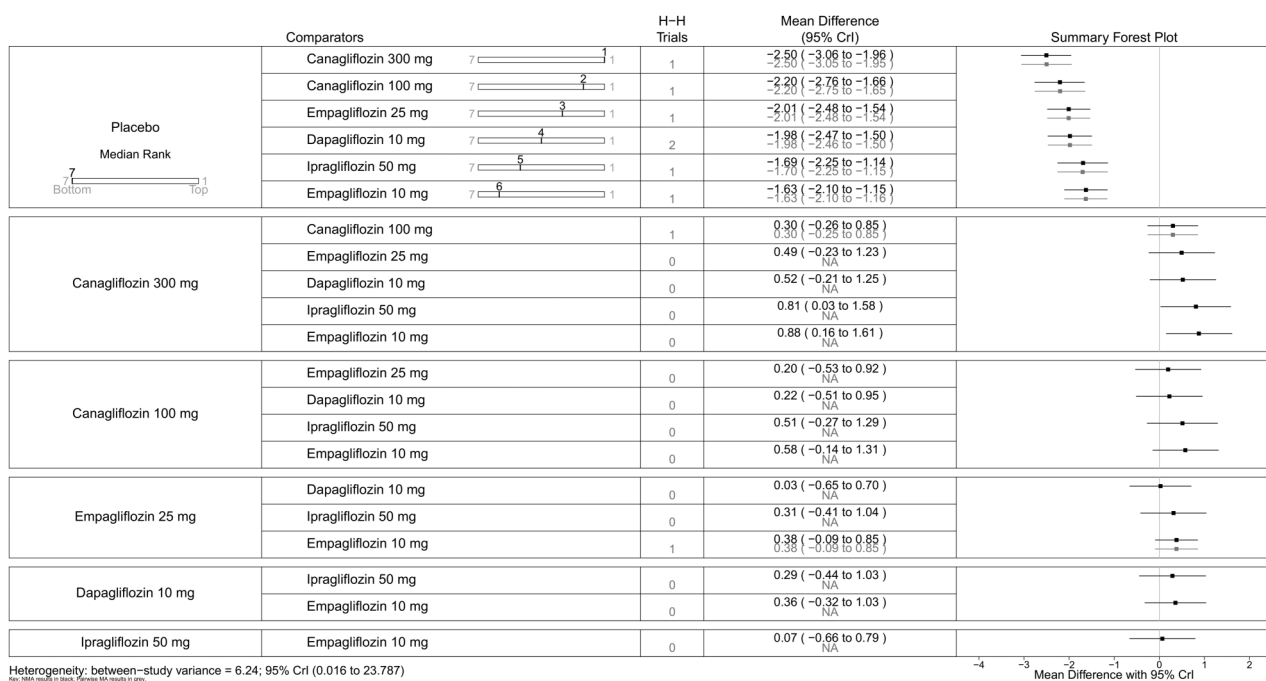 H−H Mean Difference
Comparators Trials (95% CrI) Summary Forest Plot
Placebo
Median Rank
7
7 1
Bottom Top
Canagliflozin 300 mg 7 1 1 1 −2.50 ( −3.06 to −1.96 )
−2.50 ( −3.05 to −1.95 )
Canagliflozin 100 mg 7 2 1 1 −2.20 ( −2.76 to −1.66 )
−2.20 ( −2.75 to −1.65 )
Empagliflozin 25 mg 7 3 1 1 −2.01 ( −2.48 to −1.54 )
−2.01 ( −2.48 to −1.54 )
Dapagliflozin 10 mg 7 4 1 2 −1.98 ( −2.47 to −1.50 )
−1.98 ( −2.46 to −1.50 )
Ipragliflozin 50 mg 7 5 1 1 −1.69 ( −2.25 to −1.14 )
−1.70 ( −2.25 to −1.15 )
Empagliflozin 10 mg 7 6 1 1 −1.63 ( −2.10 to −1.15 )
−1.63 ( −2.10 to −1.16 )
Canagliflozin 300 mg
Canagliflozin 100 mg 1 0.30 ( −0.26 to 0.85 )
0.30 ( −0.25 to 0.85 )
Empagliflozin 25 mg 0 0.49 ( −0.23 to 1.23 )
NA
Dapagliflozin 10 mg 0 0.52 ( −0.21 to 1.25 )
NA
Ipragliflozin 50 mg 0 0.81 ( 0.03 to 1.58 )
NA
Empagliflozin 10 mg 0 0.88 ( 0.16 to 1.61 )
NA
Canagliflozin 100 mg
Empagliflozin 25 mg 0 0.20 ( −0.53 to 0.92 )
NA
Dapagliflozin 10 mg 0 0.22 ( −0.51 to 0.95 )
NA
Ipragliflozin 50 mg 0 0.51 ( −0.27 to 1.29 )
NA
Empagliflozin 10 mg 0 0.58 ( −0.14 to 1.31 )
NA
Empagliflozin 25 mg
Dapagliflozin 10 mg 0 0.03 ( −0.65 to 0.70 )
NA
Ipragliflozin 50 mg 0 0.31 ( −0.41 to 1.04 )
NA
Empagliflozin 10 mg 1 0.38 ( −0.09 to 0.85 )
0.38 ( −0.09 to 0.85 )
Dapagliflozin 10 mg
Ipragliflozin 50 mg 0 0.29 ( −0.44 to 1.03 )
NA
Empagliflozin 10 mg 0 0.36 ( −0.32 to 1.03 )
NA
Ipragliflozin 50 mg Empagliflozin 10 mg 0 0.07 ( −0.66 to 0.79 )
NA
−4 −3 −2 −1 0 1 2
Mean Difference with 95% CrI
Heterogeneity: between−study variance = 6.24; 95% CrI (0.016 to 23.787)
Key: NMA results in black; Pairwise MA results in grey.